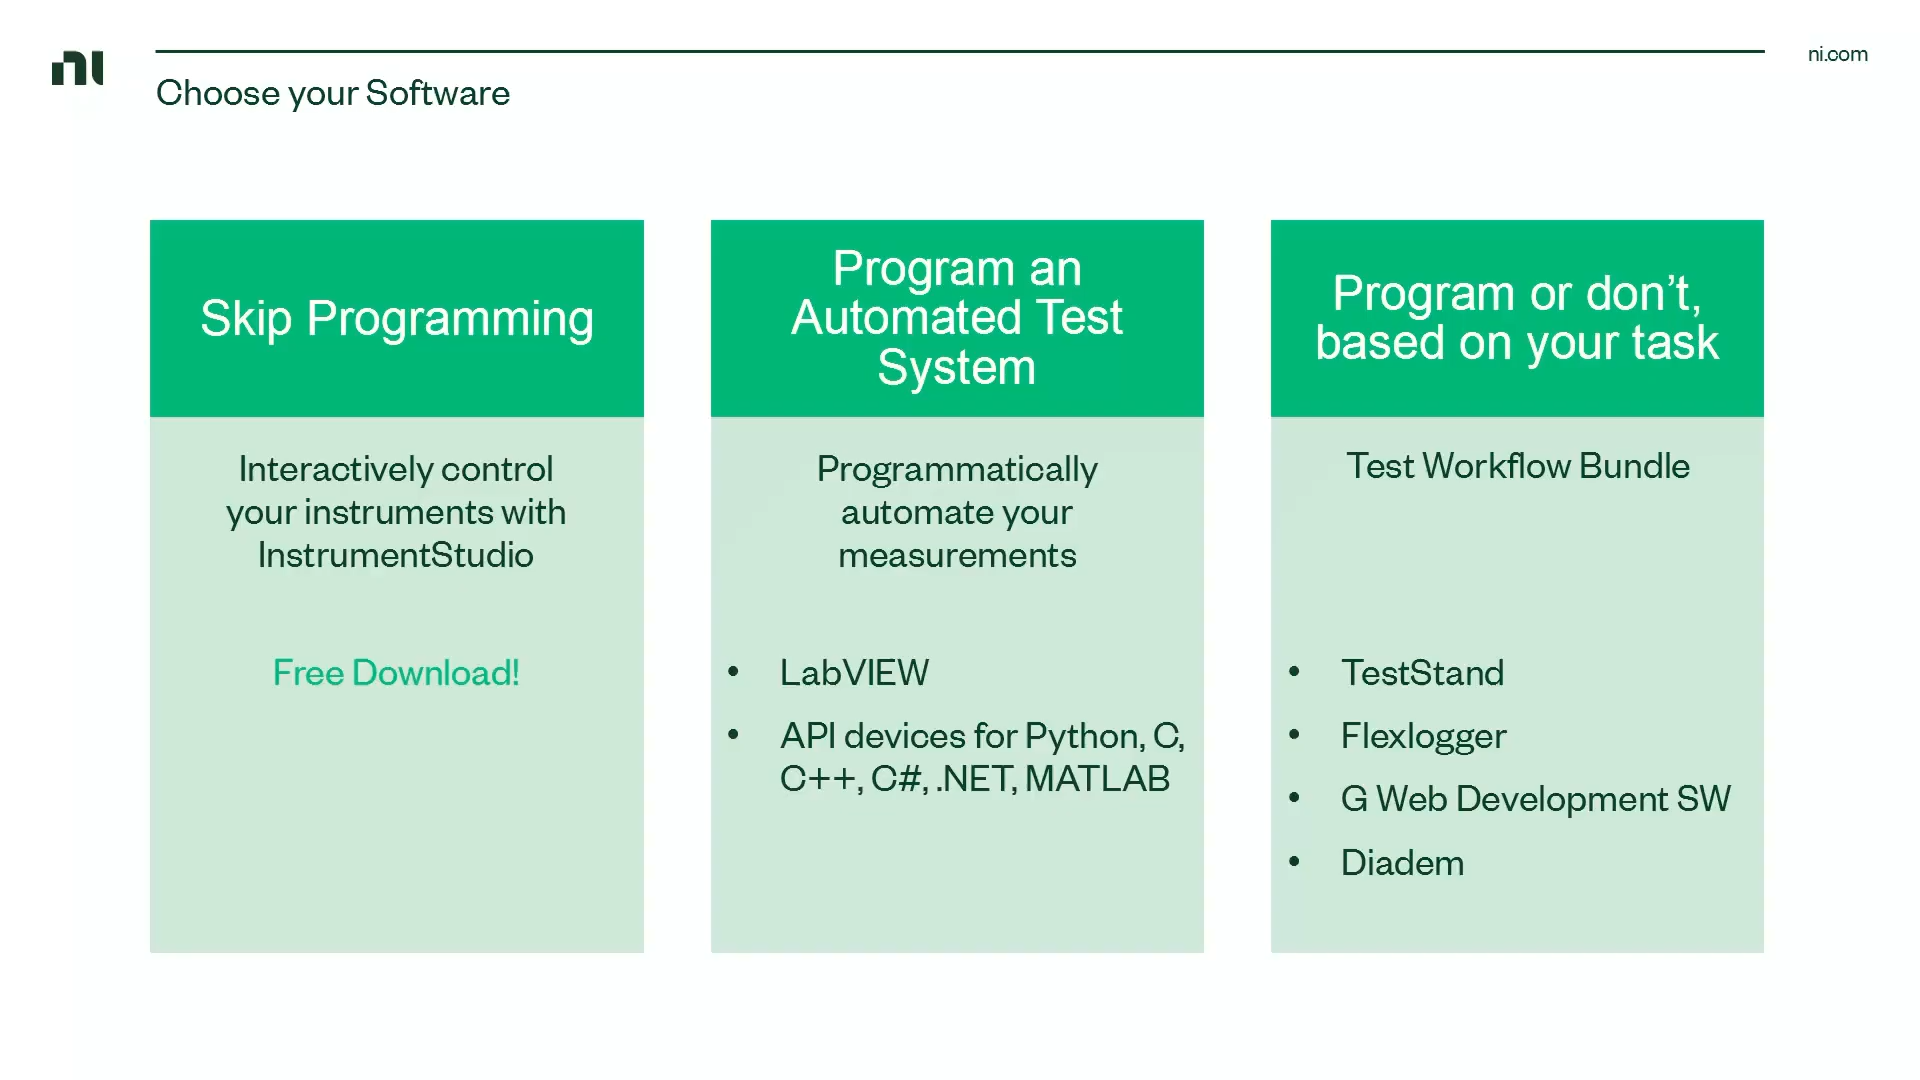 ni
ni.com
Choose your Software
Skip Programming
Interactively control
your instruments with
InstrumentStudio
Free Download!
Program an
Automated Test
System
Programmatically
automate your
measurements
• LabVIEW
• API devices for Python, C,
C++, C#, .NET, MATLAB
Program or don’t,
based on your task
Test Workflow Bundle
• TestStand
• Flexlogger
• G Web Development SW
• Diadem